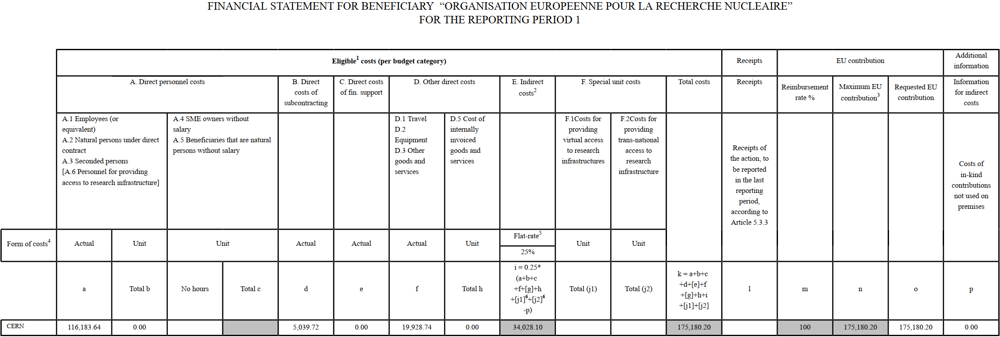 FINANCIAL STATEMENT FOR BENEFICIARY “ORGANISATION EUROPEENNE POUR LA RECHERCHE NUCLEAIRE”
FOR THE REPORTING PERIOD 1
Eligible1 costs (per budget category)
Receipts
EU contribution
Additional
information
A. Direct personnel costs
B. Direct
costs of
subcontracting
C. Direct costs
of fin. support
D. Other direct costs
E. Indirect
costs2
F. Special unit costs
Total costs
Receipts
Reimbursement
rate %
Maximum EU
contribution3
Requested EU
contribution
Information
for indirect
costs
A.1 Employees (or
equivalent)
A.2 Natural persons under direct
contract
A.3 Seconded persons
[A.6 Personnel for providing
access to research infrastructure]
A.4 SME owners without
salary
A.5 Beneficiaries that are natural
persons without salary
D.1 Travel
D.2
Equipment
D.3 Other
goods and
services
D.5 Cost of
internally
invoiced
goods and
services
F.1Costs for
providing
virtual access
to research
infrastructures
F.2Costs for
providing
trans-national
access to
research
infrastructure
Receipts of
the action, to
be reported
in the last
reporting
period,
according to
Article 5.3.3
Costs of
in-kind
contributions
not used on
premises
Form of costs4
Actual
Unit
Unit
Actual
Actual
Actual
Unit
Flat-rate5
25%
Unit
Unit
a
Total b
No hours
Total c
d
e
f
Total h
i = 0.25*
(a+b+c
+f+[g]+h
+[j1]6+[j2]6
-p)
Total (j1)
Total (j2)
k = a+b+c
+d+[e]+f
+[g]+h+i
+[j1]+[j2]
l
m
n
o
p
CERN
116,183.64
0.00
5,039.72
0.00
19,928.74
0.00
34,028.10
175,180.20
100
175,180.20
175,180.20
0.00